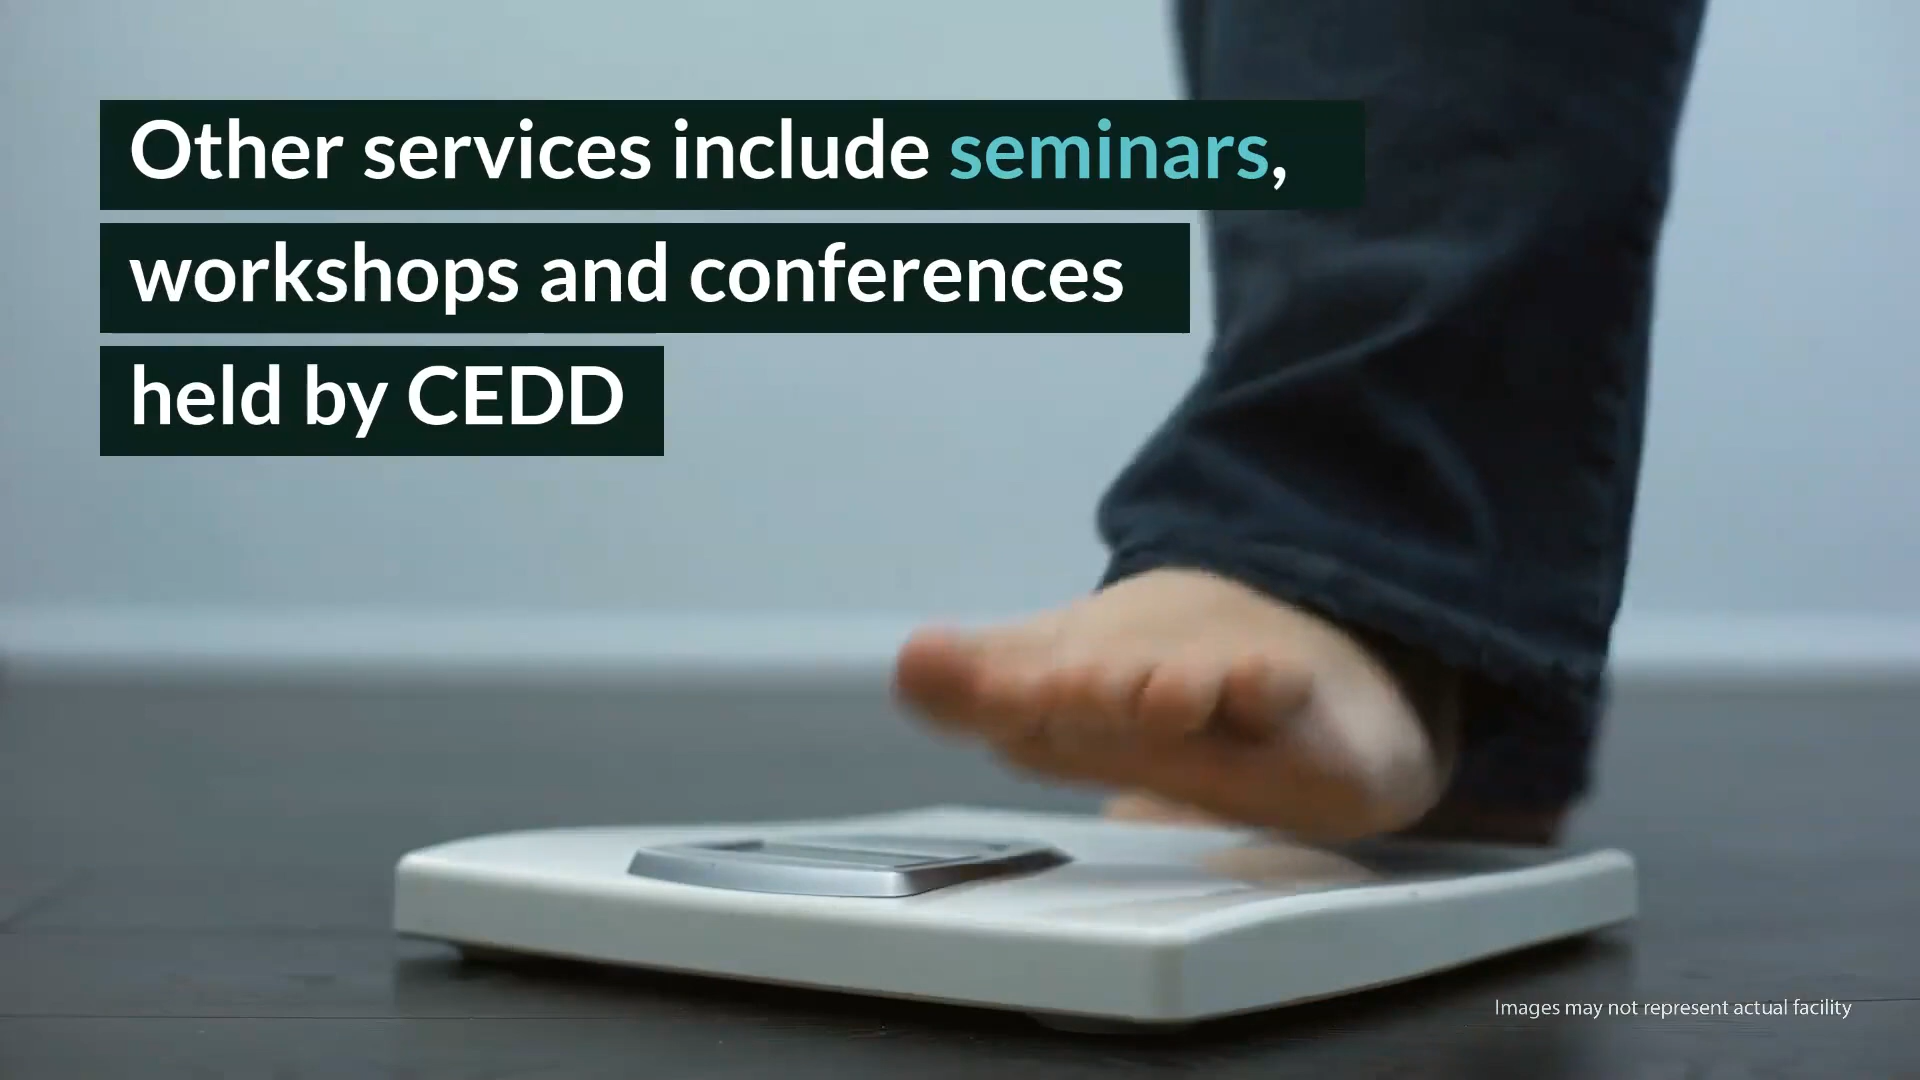 Other services include seminars,
workshops and conferences
held by CEDD
Images may not represent actual facility